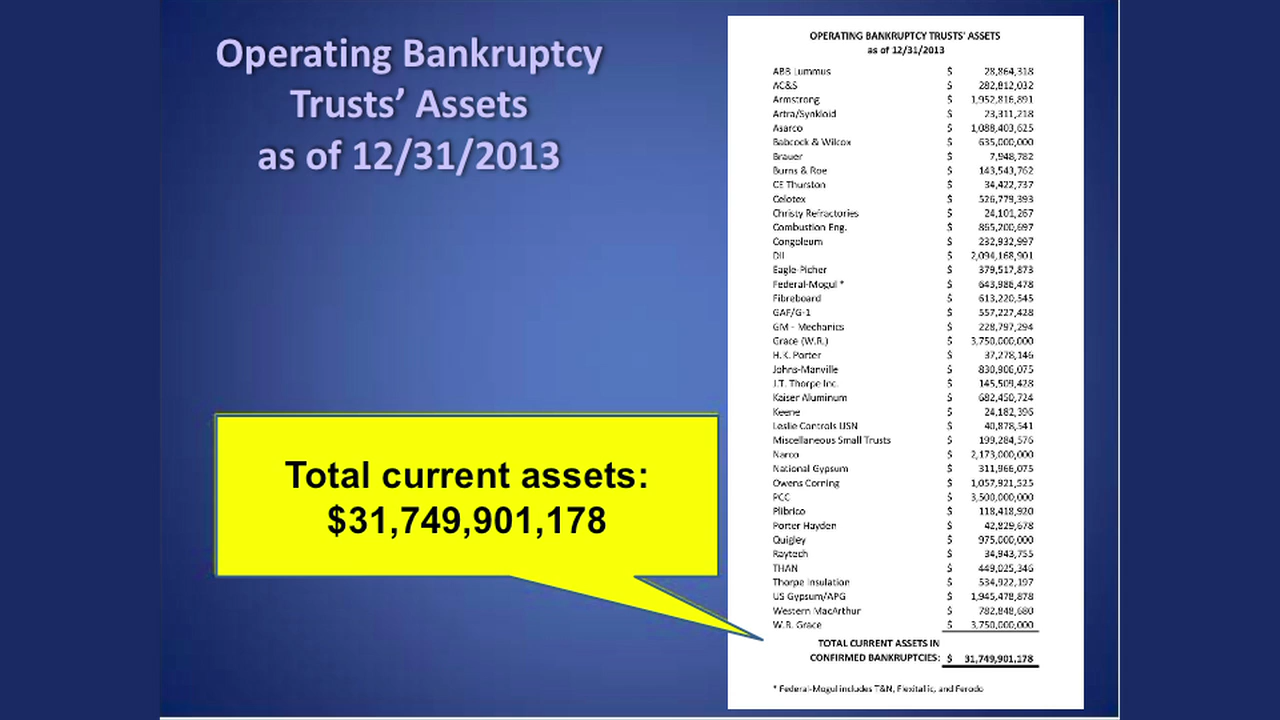 Operating Bankruptcy
Trusts’ Assets
as of 12/31/2013
Total current assets:
$31,749,901,178
OPERATING BANKRUPTCY TRUSTS' ASSETS
as of 12/31/2013
ABB Lummus $ 28,864,318
AC&S $ 282,812,032
Armstrong $ 1,952,816,891
Artra/Synkloid $ 23,311,218
Asarco $ 1,088,403,625
Babcock & Wilcox $ 635,000,000
Brauer $ 7,948,782
Burns & Roe $ 143,543,762
CE Thurston $ 34,422,737
Celotex $ 526,779,393
Christy Refractories $ 24,101,267
Combustion Eng. $ 865,200,697
Congoleum $ 232,932,997
DII $ 2,094,168,901
Eagle-Picher $ 379,517,873
Federal-Mogul * $ 643,986,478
Fibreboard $ 613,220,545
GAF/G-1 $ 557,227,428
GM - Mechanics $ 228,797,294
Grace (W.R.) $ 3,750,000,000
H.K. Porter $ 37,278,146
Johns-Manville $ 830,906,075
J.T. Thorpe Inc. $ 145,509,428
Kaiser Aluminum $ 682,450,724
Keene $ 24,182,396
Leslie Controls USN $ 40,878,541
Miscellaneous Small Trusts $ 199,284,576
Narco $ 2,173,000,000
National Gypsum $ 311,966,075
Owens Corning $ 1,057,921,525
PCC $ 3,500,000,000
Plibrico $ 118,418,920
Porter Hayden $ 42,829,678
Quigley $ 975,000,000
Raytech $ 34,943,755
THAN $ 449,025,346
Thorpe Insulation $ 534,922,197
US Gypsum/APG $ 1,945,478,878
Western MacArthur $ 782,848,680
W.R. Grace $ 3,750,000,000
TOTAL CURRENT ASSETS IN
CONFIRMED BANKRUPTCIES: $ 31,749,901,178
* Federal-Mogul includes T&N, Flexitallic, and Ferodo